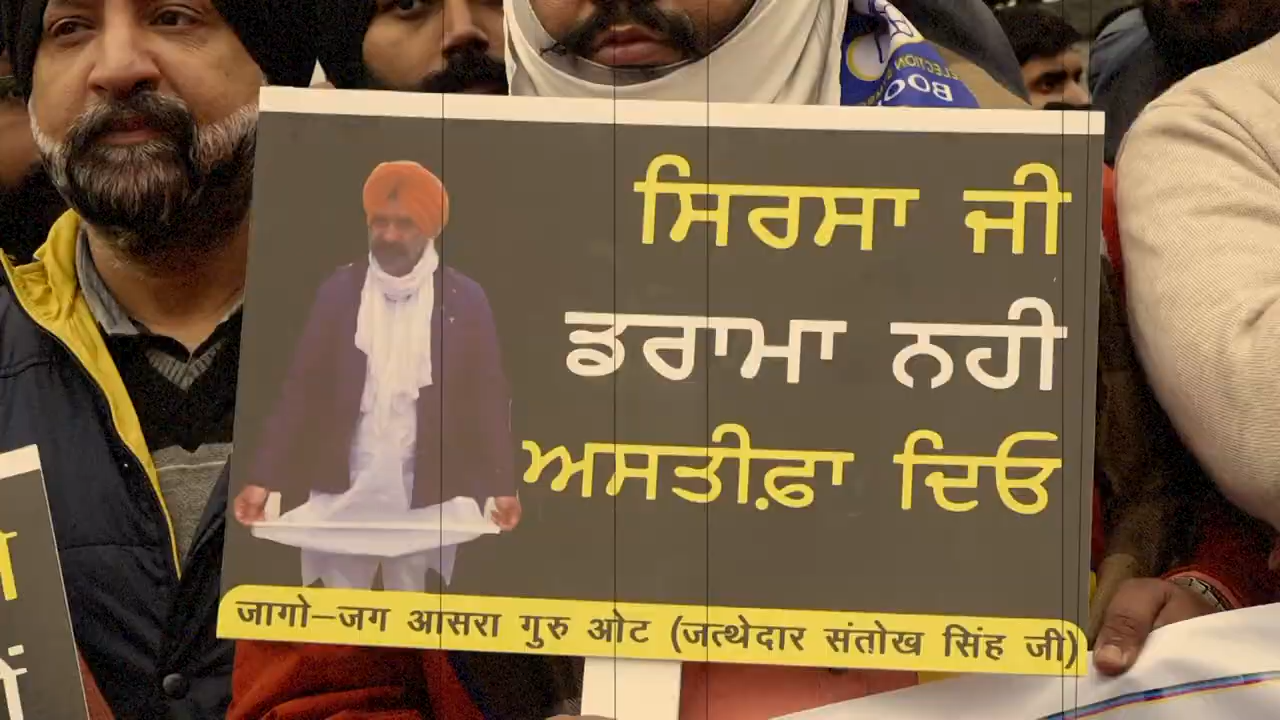 ਸਿਰਸਾ ਜੀ
ਡਰਾਮਾ ਨਹੀ
ਅਸਤੀਫ਼ਾ ਦਿਓ
जागो–जग आसरा गुरु ओट (जत्थेदार संतोख सिंह जी)